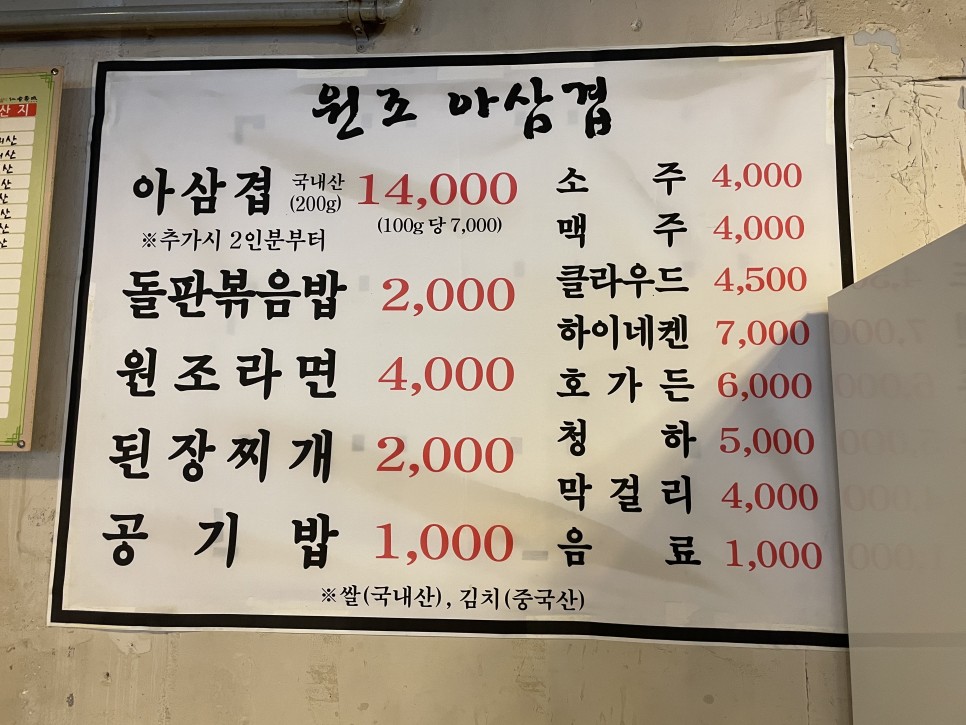 원조 아삼겹
아삼겹 국내산 (200g) 14,000
(100g 당 7,000)
※추가시 2인분부터
돌판볶음밥 2,000
원조라면 4,000
된장찌개 2,000
공기밥 1,000
소주 4,000
맥주 4,000
클라우드 4,500
하이네켄 7,000
호가든 6,000
청하 5,000
막걸리 4,000
음료 1,000
※쌀(국내산), 김치(중국산)
산지